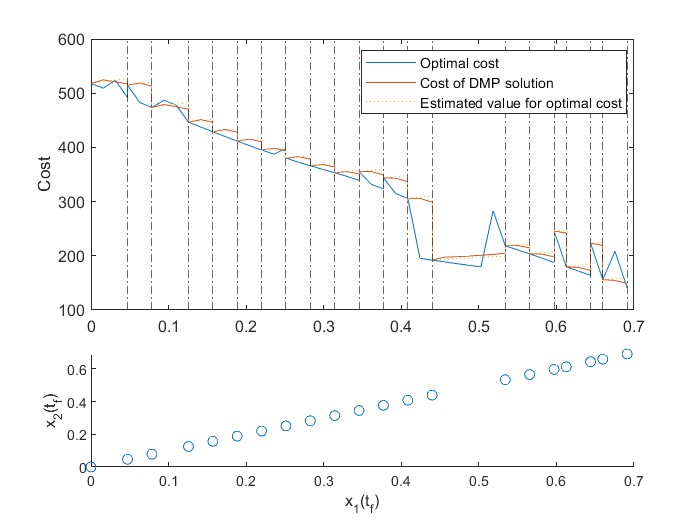 600
Optimal cost
Cost of DMP solution
500
Estimated value for optimal cost
400
Cost
300
200
100
0 0.1 0.2 0.3 0.4 0.5 0.6 0.7
0.6
0.4
x₂(t_f)
0.2
0
0 0.1 0.2 0.3 0.4 0.5 0.6 0.7
x₁(t_f)